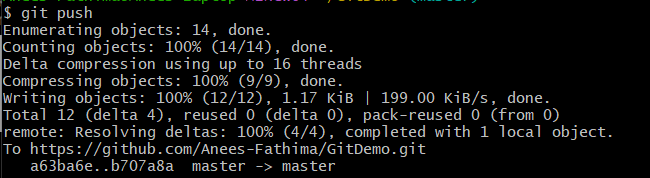 $ git push
Enumerating objects: 14, done.
Counting objects: 100% (14/14), done.
Delta compression using up to 16 threads
Compressing objects: 100% (9/9), done.
Writing objects: 100% (12/12), 1.17 KiB | 199.00 KiB/s, done.
Total 12 (delta 4), reused 0 (delta 0), pack-reused 0 (from 0)
remote: Resolving deltas: 100% (4/4), completed with 1 local object.
To https://github.com/Anees-Fathima/GitDemo.git
   a63ba6e..b707a8a  master -> master